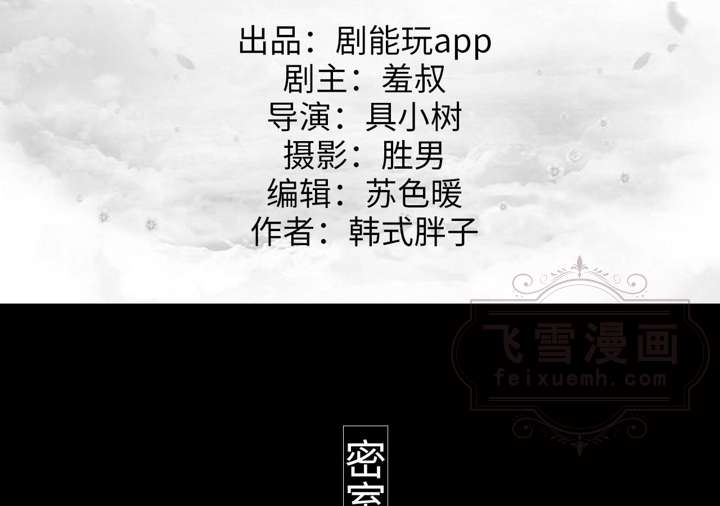 出品：剧能玩app
剧主：羞叔
导演：具小树
摄影：胜男
编辑：苏色暖
作者：韩式胖子
飞雪漫画
feixuemh.com
密室